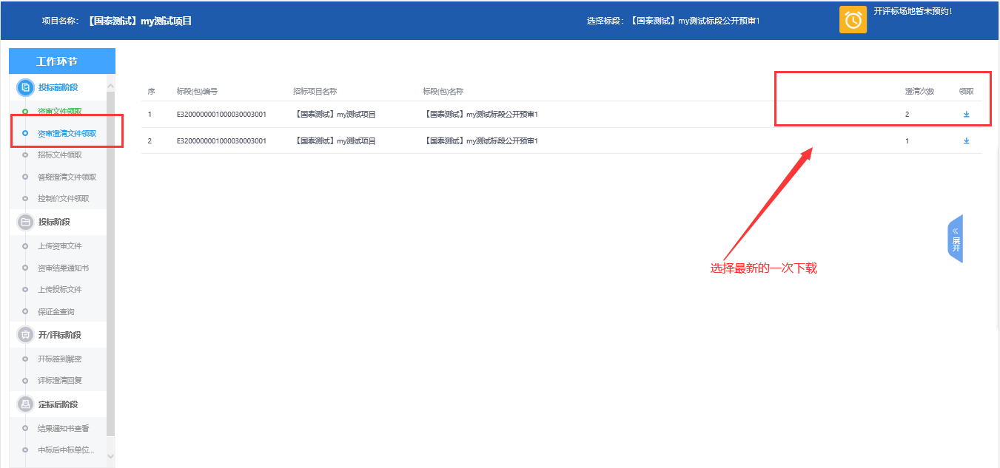 项目名称: 【国泰测试】my测试项目
选择标段: 【国泰测试】my测试标段公开预审1
开评标场地暂未预约!
工作环节
投标前阶段
资审文件领取
资审澄清文件领取
招标文件领取
答疑澄清文件领取
控制价文件领取
投标阶段
上传资审文件
资审结果通知书
上传投标文件
保证金查询
开/评标阶段
开标签到解密
评标澄清回复
定标后阶段
结果通知书查看
中标后中标单位...
序 标段(包)编号 招标项目名称 标段(包)名称 澄清次数 领取
1 E3200000001000030003001 【国泰测试】my测试项目 【国泰测试】my测试标段公开预审1 2
2 E3200000001000030003001 【国泰测试】my测试项目 【国泰测试】my测试标段公开预审1 1
选择最新的一次下载
展开